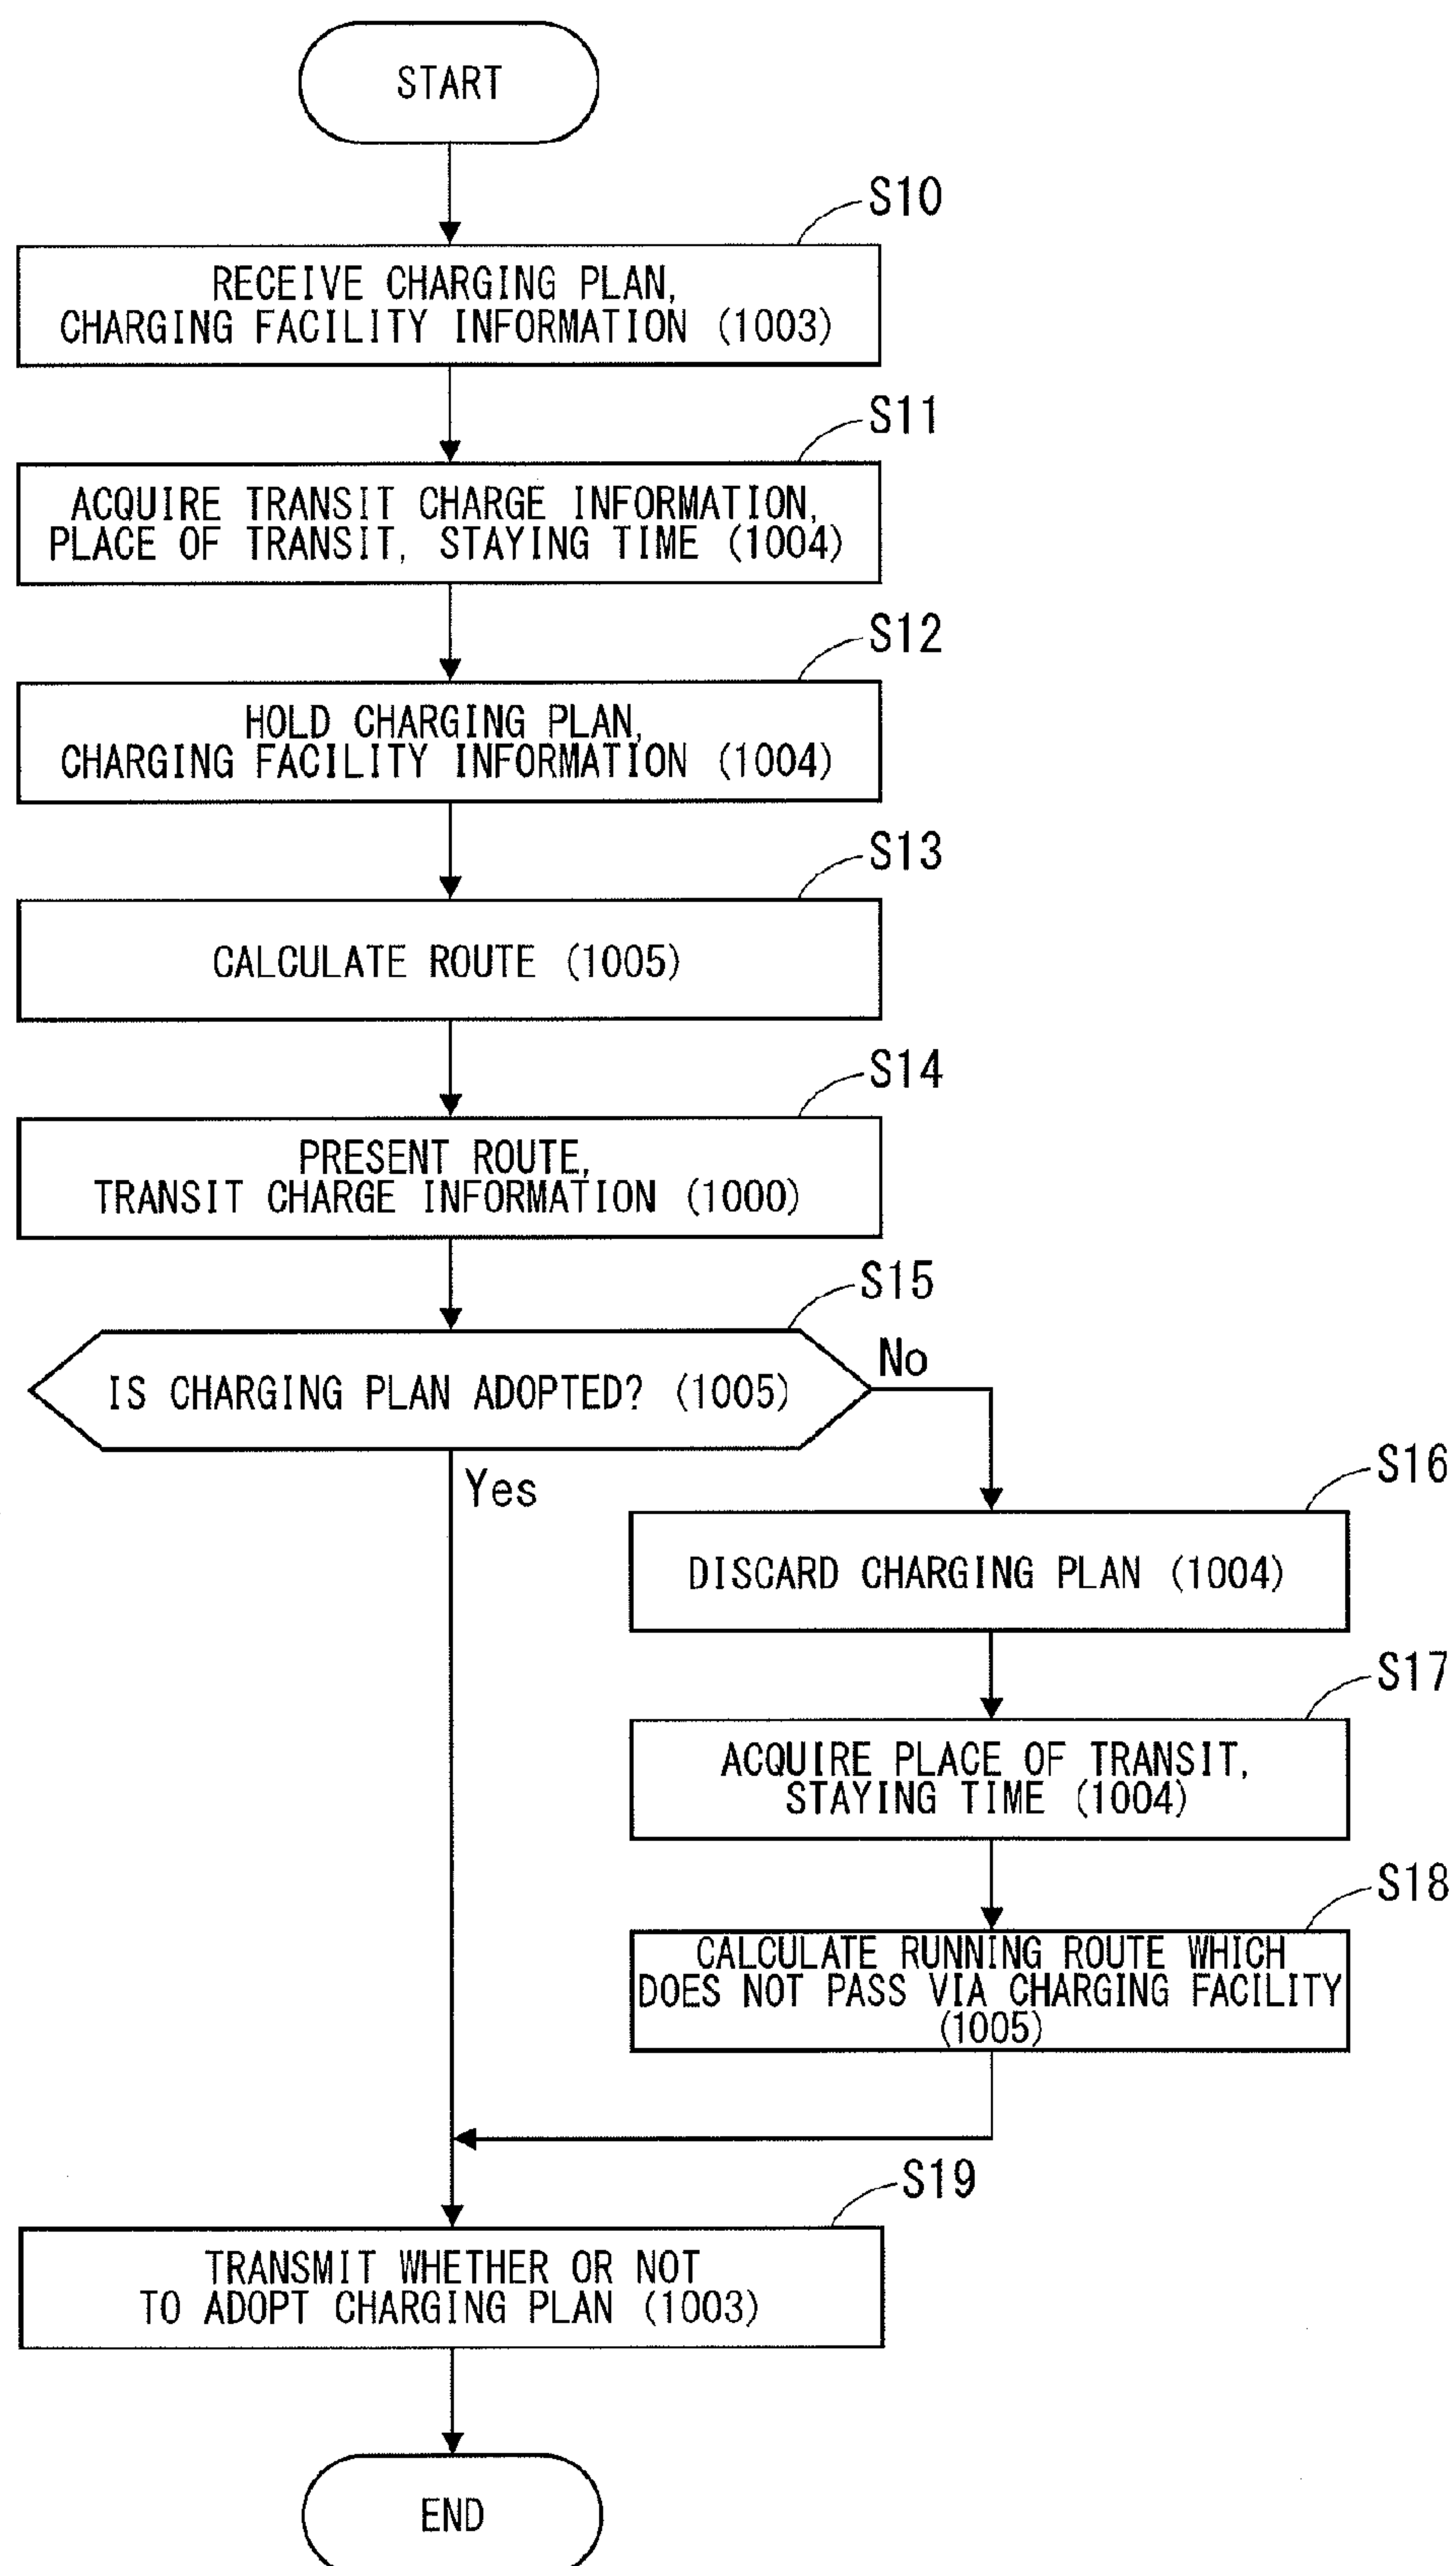 START
S10
RECEIVE CHARGING PLAN,
CHARGING FACILITY INFORMATION (1003)
S11
ACQUIRE TRANSIT CHARGE INFORMATION,
PLACE OF TRANSIT, STAYING TIME (1004)
S12
HOLD CHARGING PLAN,
CHARGING FACILITY INFORMATION (1004)
S13
CALCULATE ROUTE (1005)
S14
PRESENT ROUTE,
TRANSIT CHARGE INFORMATION (1000)
S15
IS CHARGING PLAN ADOPTED? (1005)
No
Yes
S16
DISCARD CHARGING PLAN (1004)
S17
ACQUIRE PLACE OF TRANSIT,
STAYING TIME (1004)
S18
CALCULATE RUNNING ROUTE WHICH
DOES NOT PASS VIA CHARGING FACILITY
(1005)
S19
TRANSMIT WHETHER OR NOT
TO ADOPT CHARGING PLAN (1003)
END